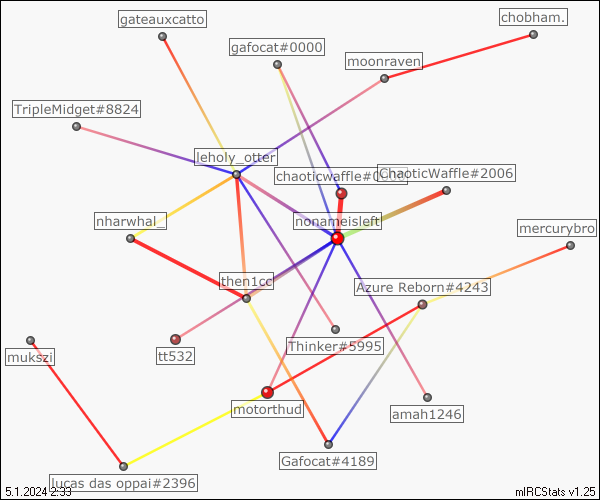 gateauxcatto
chobham.
gafocat#0000
moonraven
TripleMidget#8824
leholy_otter
chaoticwaffle#0000
ChaoticWaffle#2006
nharwhal_
nonameisleft
mercurybro
then1cc
Azure Reborn#4243
Thinker#5995
mukszi
tt532
motorthud
amah1246
Gafocat#4189
lucas das oppai#2396
5.1.2024 2:33
mIRCStats v1.25